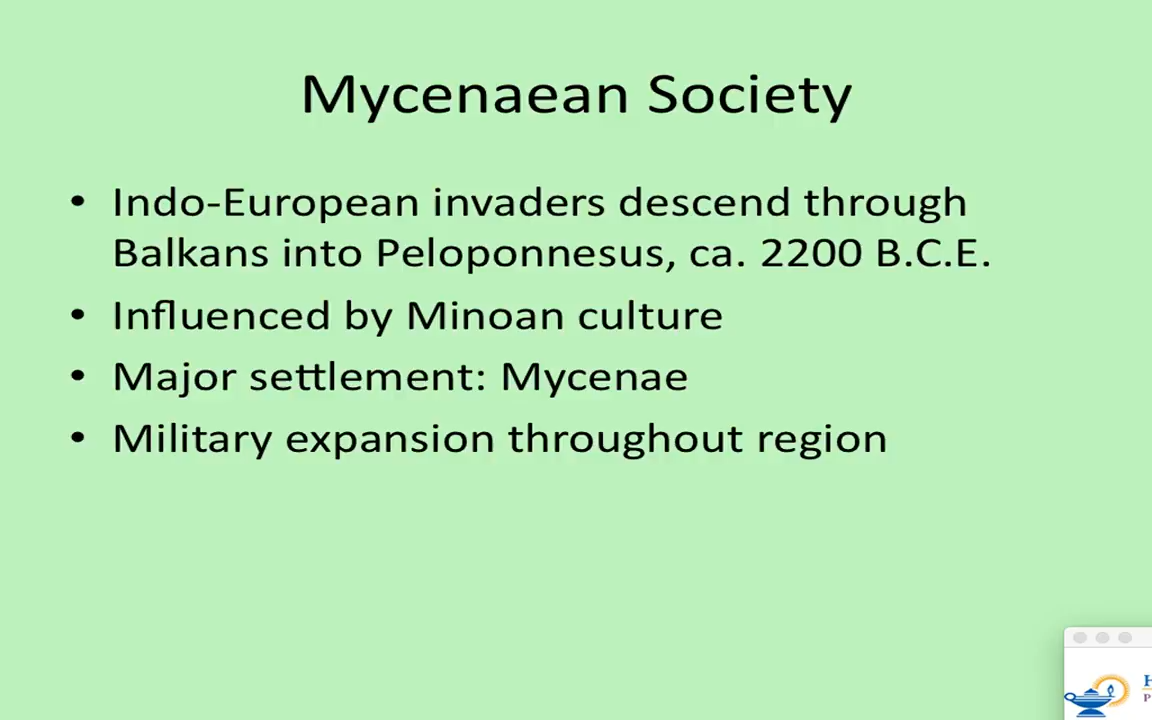 Mycenaean Society
• Indo-European invaders descend through
Balkans into Peloponnesus, ca. 2200 B.C.E.
• Influenced by Minoan culture
• Major settlement: Mycenae
• Military expansion throughout region
H
P